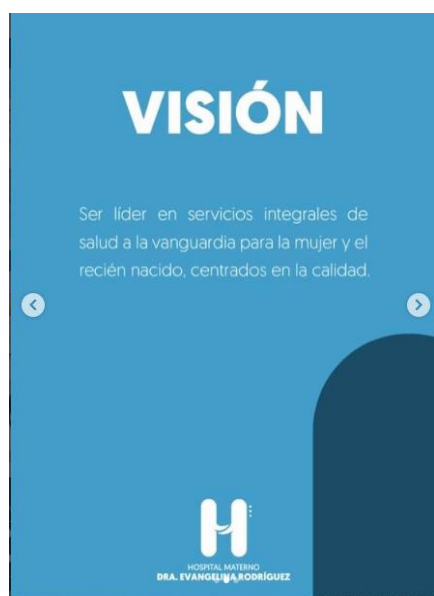 VISIÓN
Ser líder en servicios integrales de
salud a la vanguardia para la mujer y el
recién nacido, centrados en la calidad.
H
HOSPITAL MATERNO
DRA. EVANGELINA RODRÍGUEZ